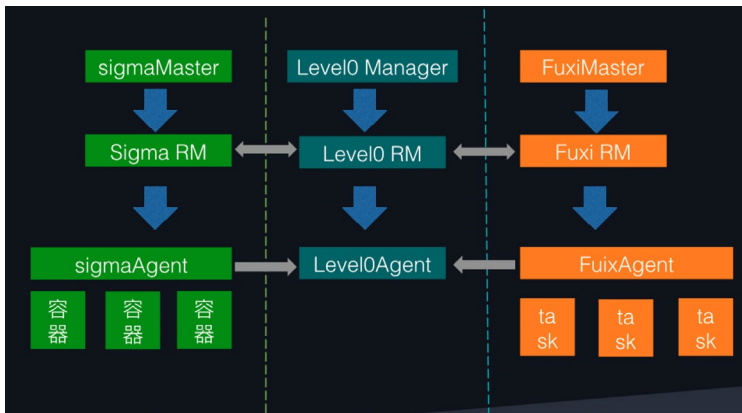 sigmaMaster
Level0 Manager
FuxiMaster
Sigma RM
Level0 RM
Fuxi RM
sigmaAgent
Level0Agent
FuixAgent
容
器
容
器
容
器
ta
sk
ta
sk
ta
sk